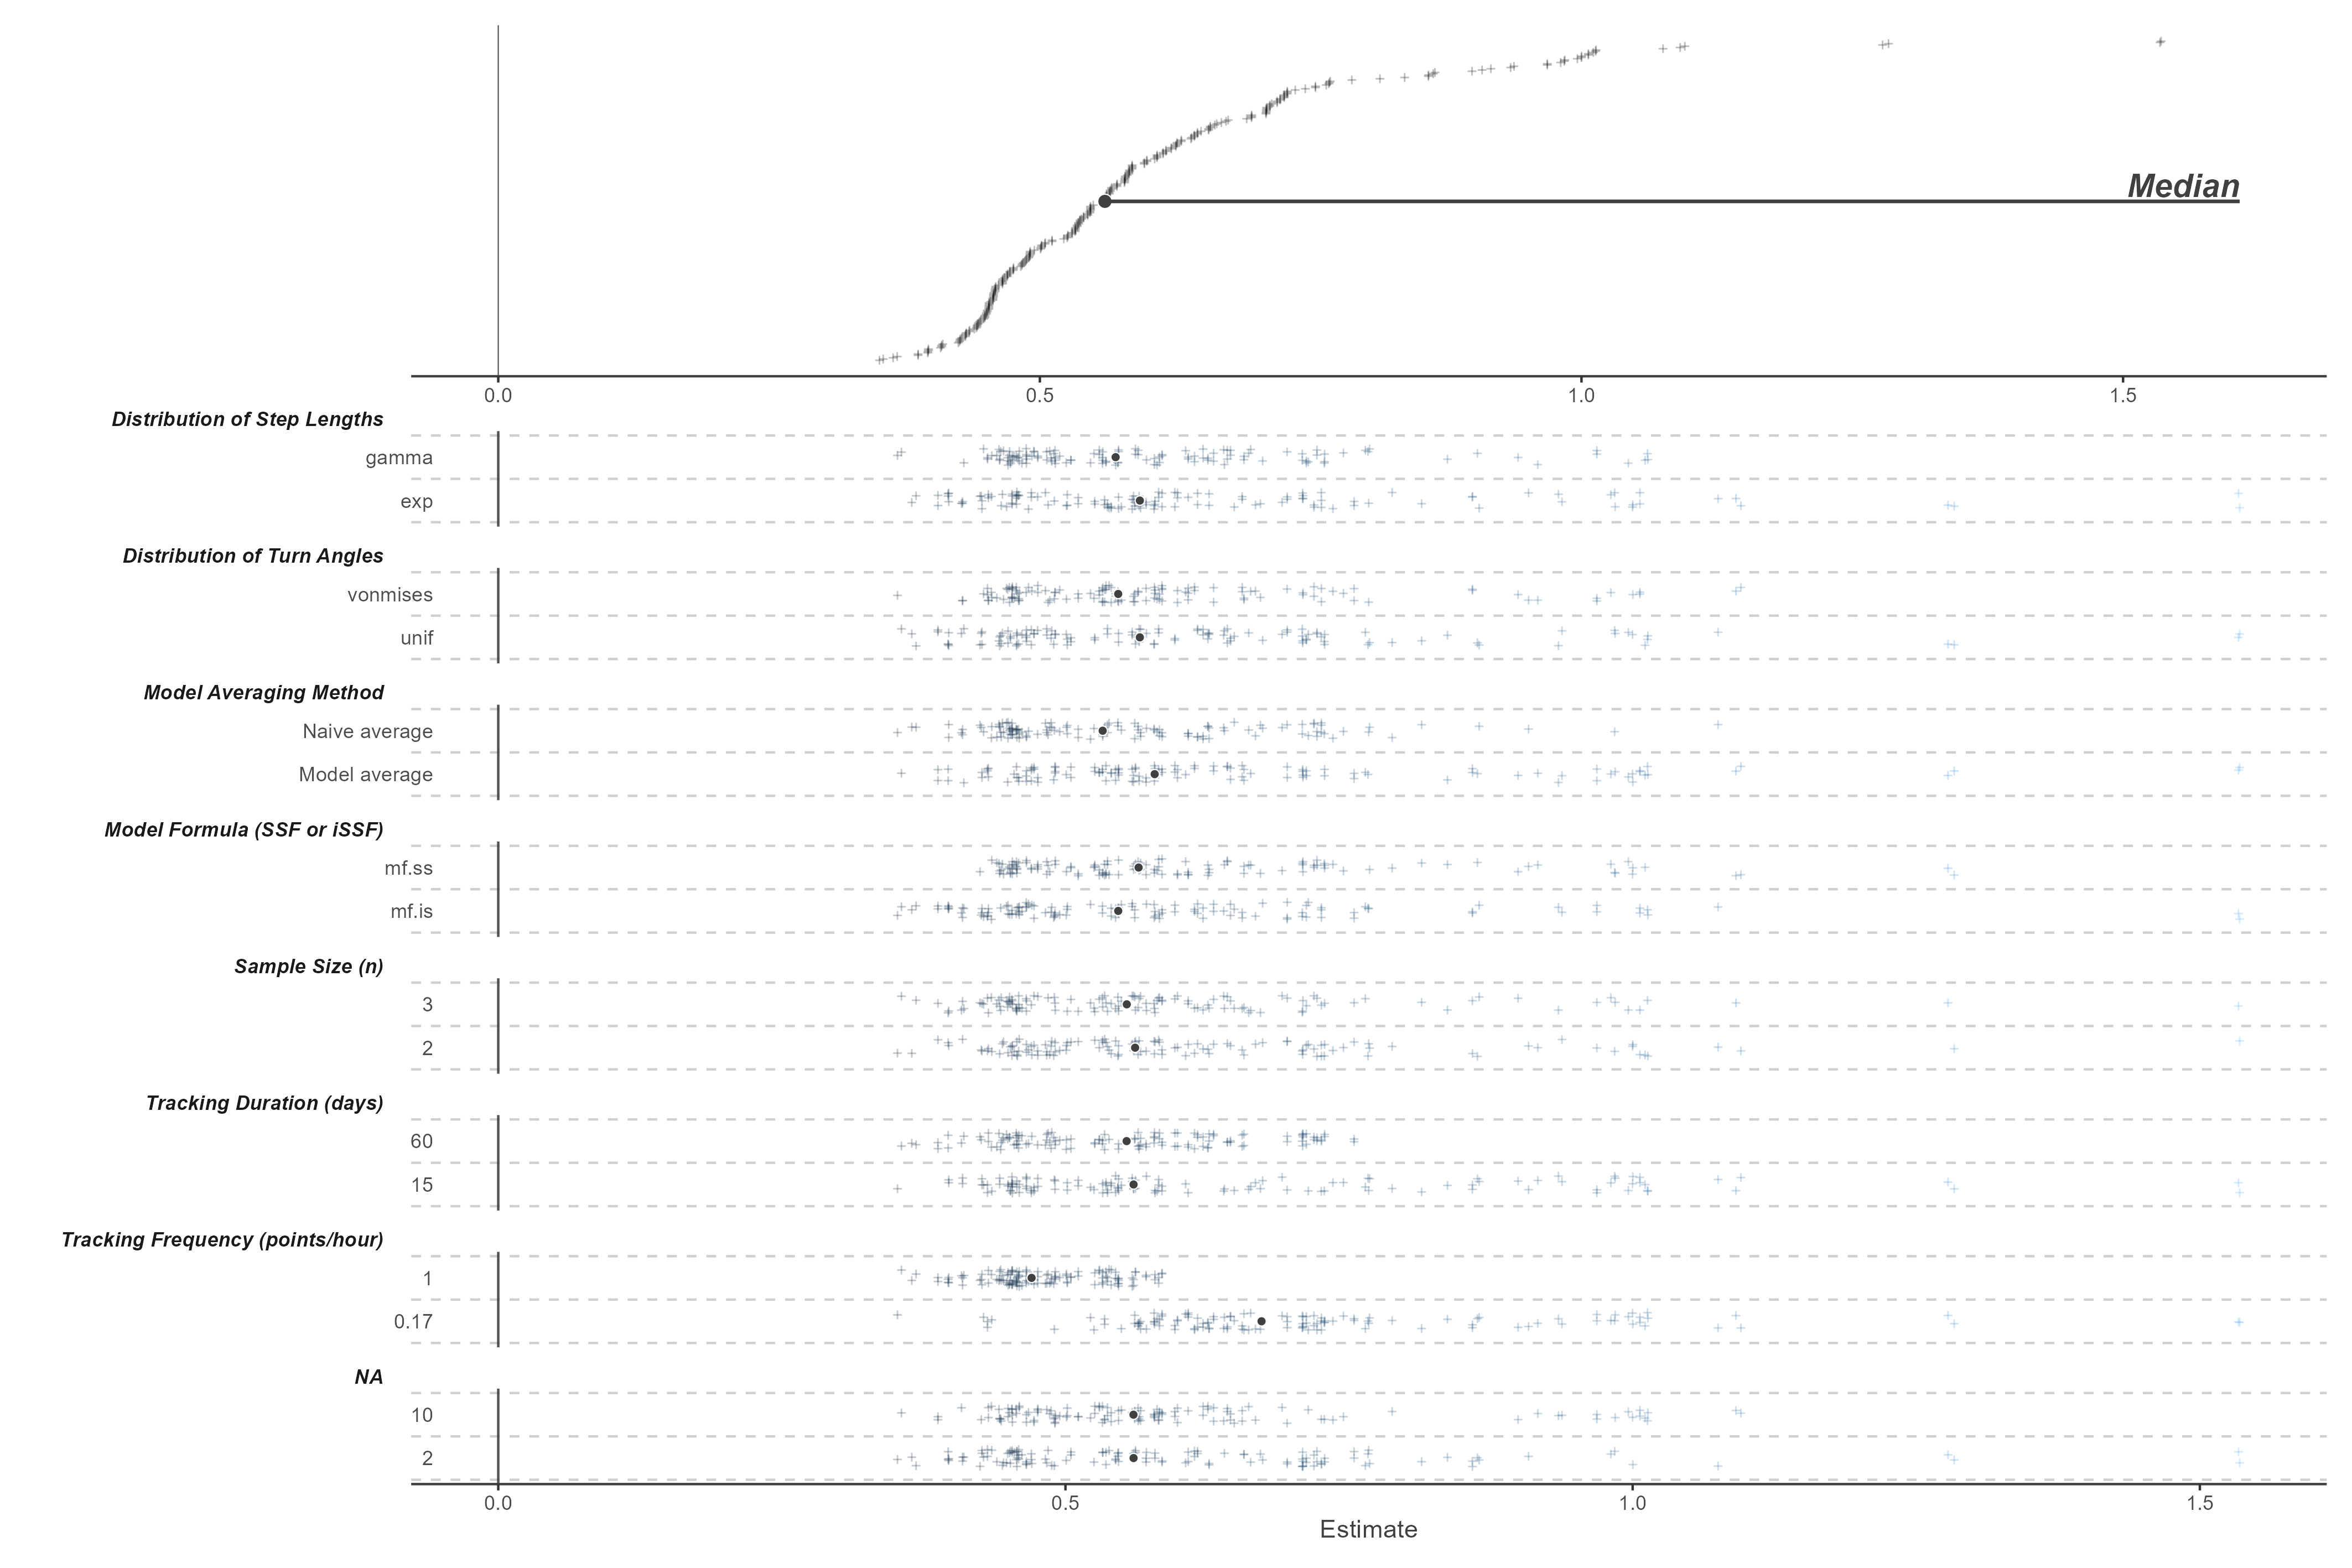 Median
0.0 0.5 1.0 1.5
Distribution of Step Lengths
gamma
exp
Distribution of Turn Angles
vonmises
unif
Model Averaging Method
Naive average
Model average
Model Formula (SSF or iSSF)
mf.ss
mf.is
Sample Size (n)
3
2
Tracking Duration (days)
60
15
Tracking Frequency (points/hour)
1
0.17
NA
10
2
0.0 0.5 1.0 1.5
Estimate